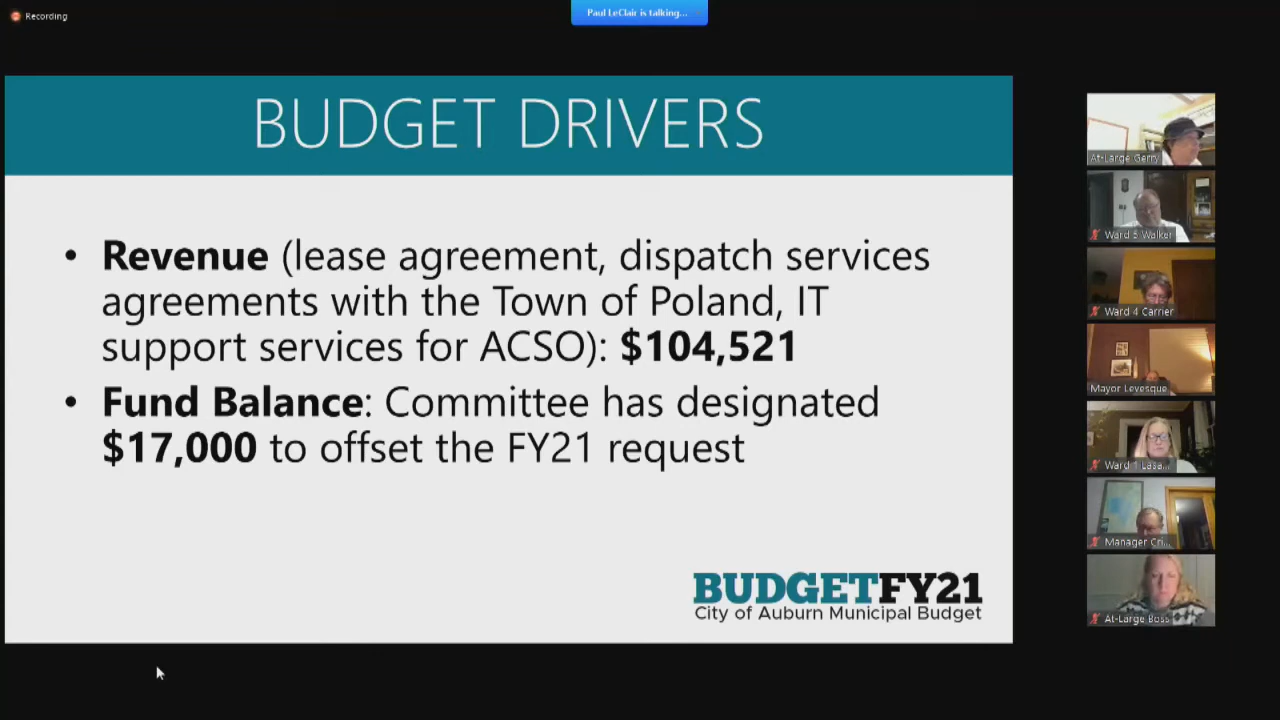 Recording
Paul LeClair is talking...
BUDGET DRIVERS
• Revenue (lease agreement, dispatch services
agreements with the Town of Poland, IT
support services for ACSO): $104,521
• Fund Balance: Committee has designated
$17,000 to offset the FY21 request
BUDGETFY21
City of Auburn Municipal Budget
At-Large Gerry
Ward 5 Walker
Ward 4 Carrier
Mayor Levesque
Ward 1 Lasa...
Manager Cri...
At-Large Boss